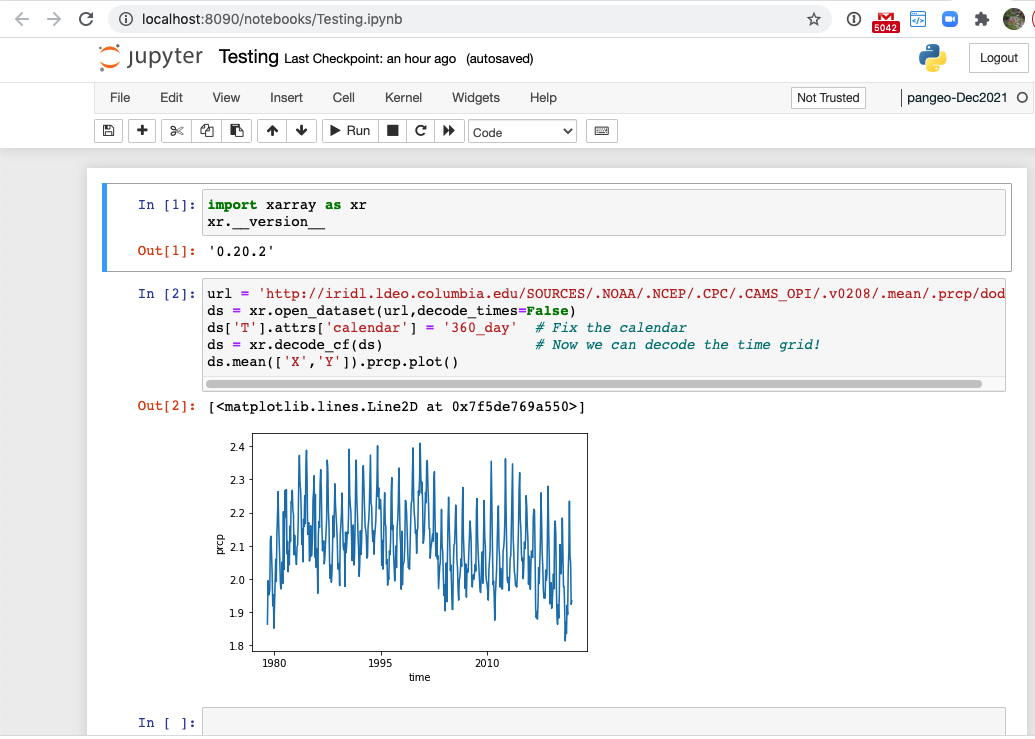 localhost:8090/notebooks/Testing.ipynb
5042
jupyter Testing Last Checkpoint: an hour ago (autosaved)
Logout
File Edit View Insert Cell Kernel Widgets Help
Not Trusted
pangeo-Dec2021
Run
Code
In [1]: import xarray as xr
xr.__version__
Out[1]: '0.20.2'
In [2]: url = 'http://iridl.ldeo.columbia.edu/SOURCES/.NOAA/.NCEP/.CPC/.CAMS_OPI/.v0208/.mean/.prcp/dod
ds = xr.open_dataset(url,decode_times=False)
ds['T'].attrs['calendar'] = '360_day' # Fix the calendar
ds = xr.decode_cf(ds) # Now we can decode the time grid!
ds.mean(['X','Y']).prcp.plot()
Out[2]: [<matplotlib.lines.Line2D at 0x7f5de769a550>]
2.4
2.3
2.2
2.1
2.0
1.9
1.8
prcp
1980 1995 2010
time
In [ ]: